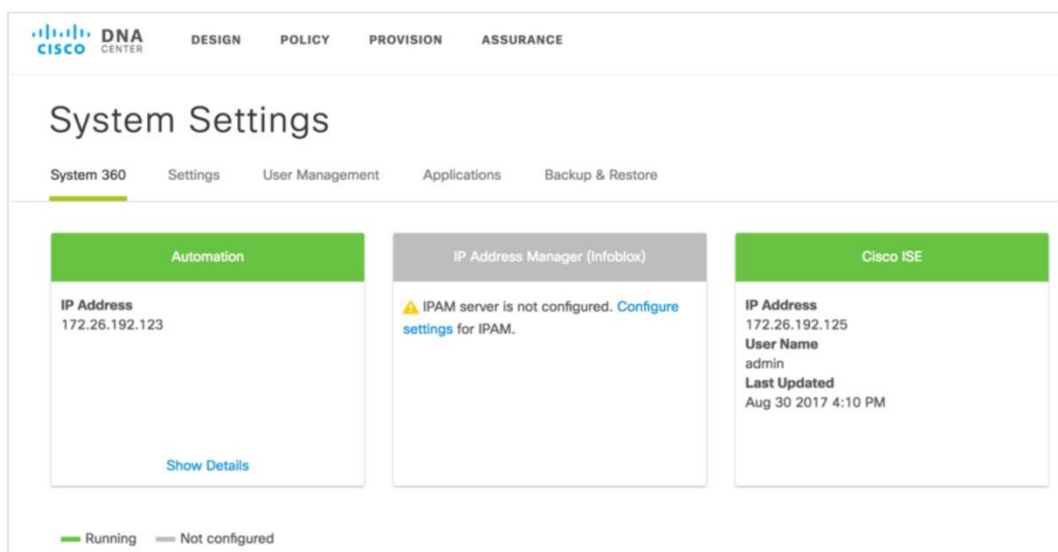 CISCO DNA CENTER DESIGN POLICY PROVISION ASSURANCE
System Settings
System 360 Settings User Management Applications Backup & Restore
Automation
IP Address
172.26.192.123
Show Details
IP Address Manager (Infoblox)
IPAM server is not configured. Configure
settings for IPAM.
Cisco ISE
IP Address
172.26.192.125
User Name
admin
Last Updated
Aug 30 2017 4:10 PM
Running Not configured